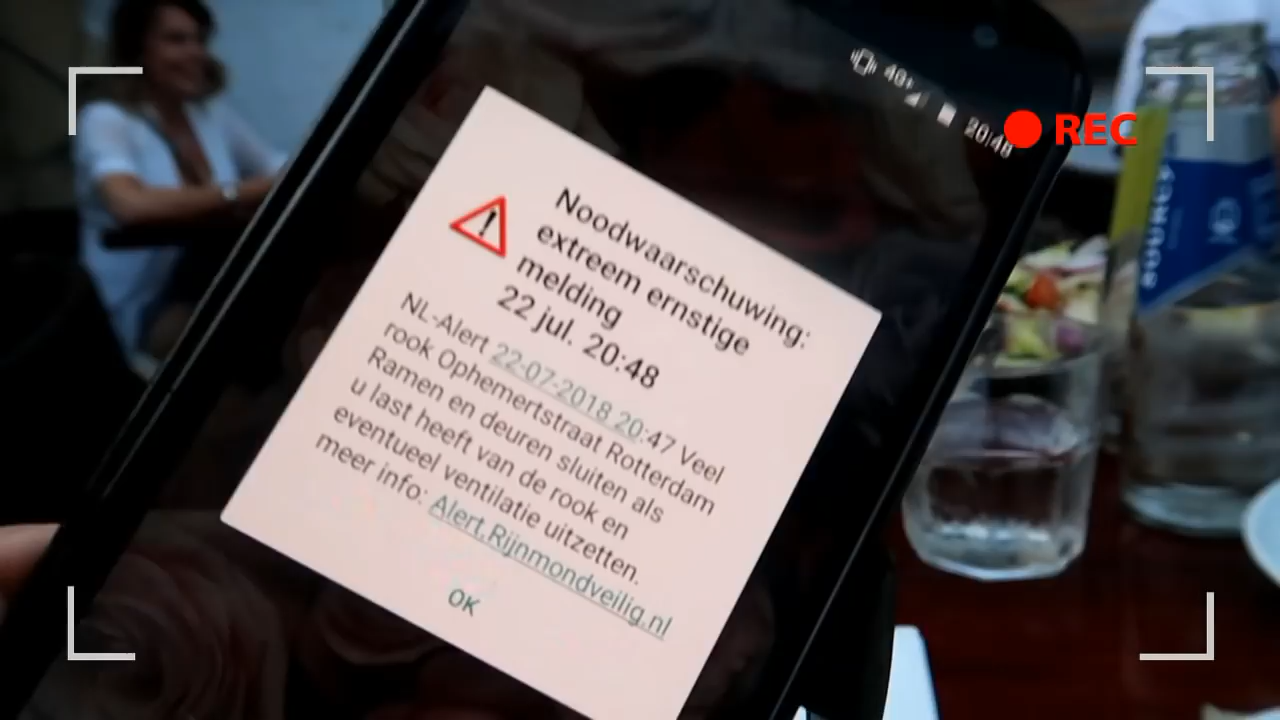 4G+
20:48
REC
Noodwaarschuwing:
extreem ernstige
melding
22 jul. 20:48
NL-Alert 22-07-2018 20:47 Veel
rook Ophemertstraat Rotterdam
Ramen en deuren sluiten als
u last heeft van de rook en
eventueel ventilatie uitzetten.
meer info: Alert,Rijnmondveilig.nl
OK
SOURCY